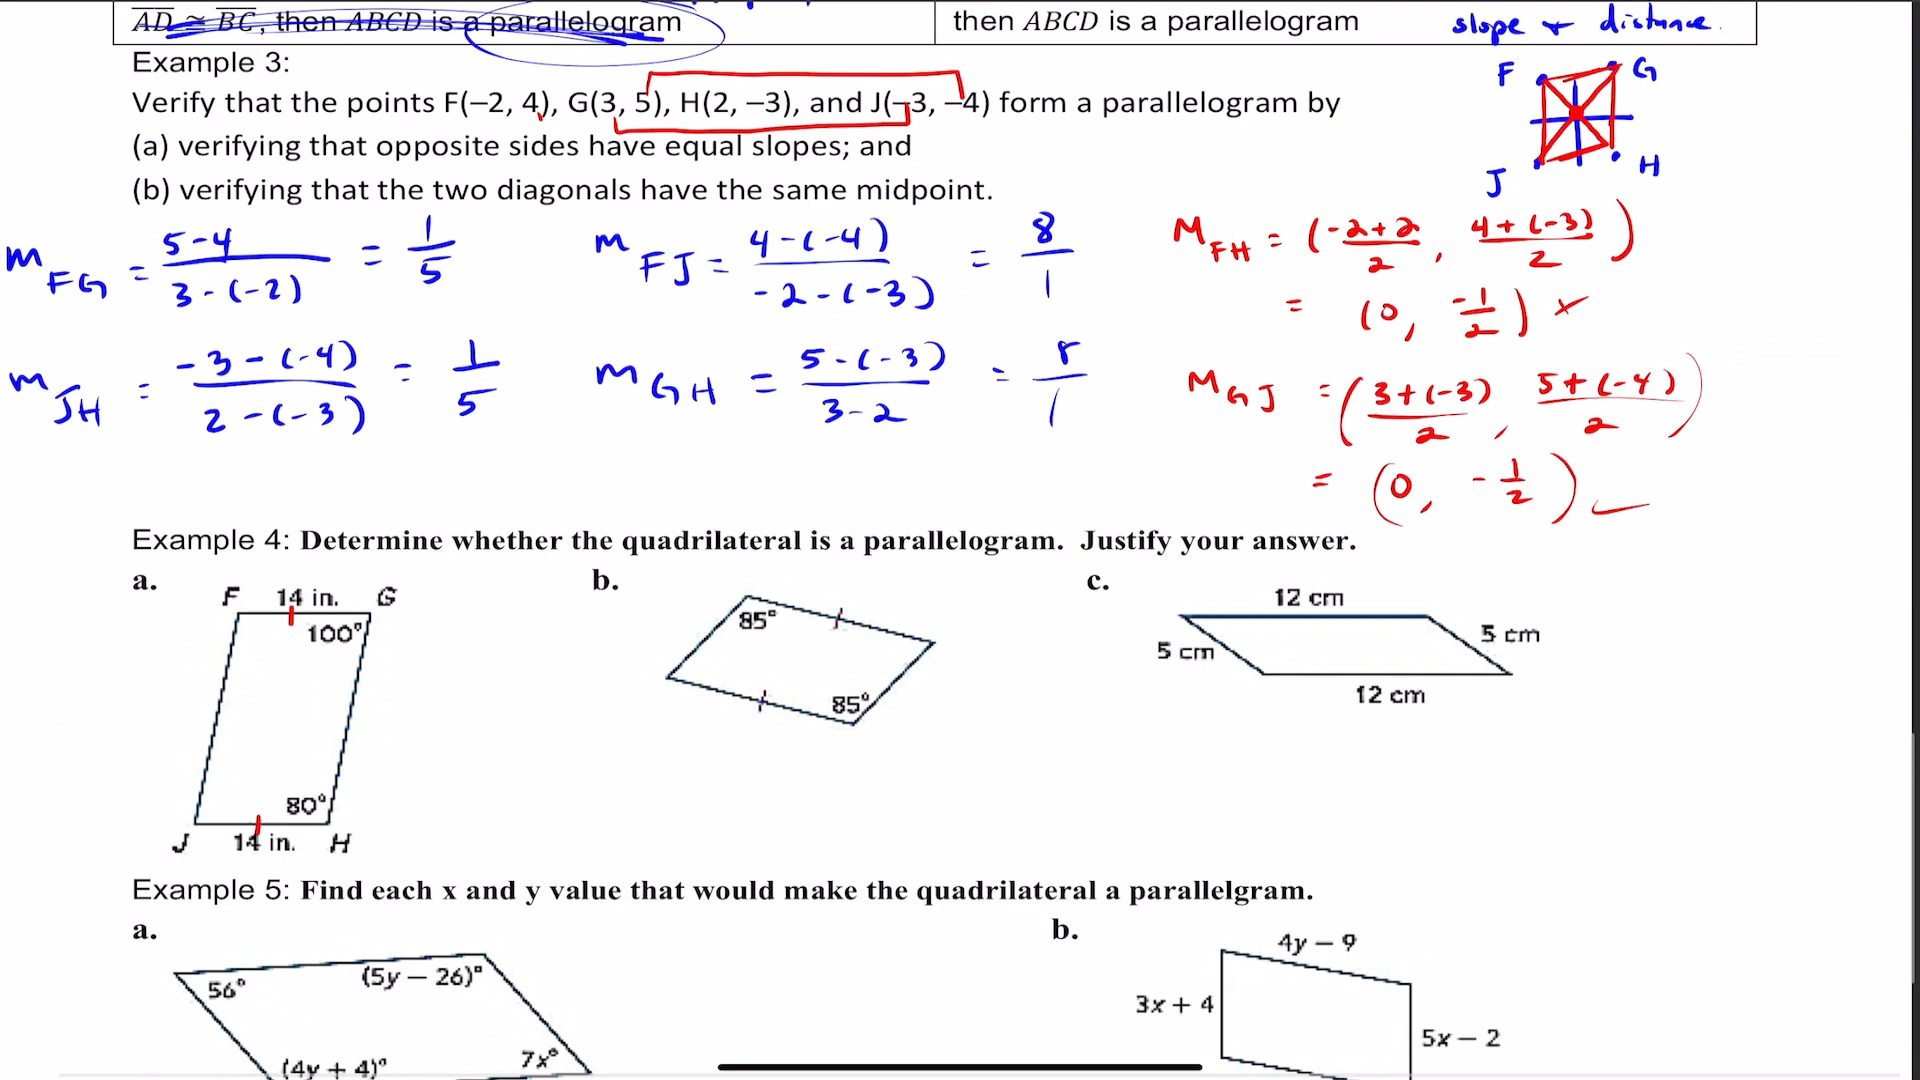 AD ≅ BC, then ABCD is a parallelogram
then ABCD is a parallelogram
slope + distance.
Example 3:
Verify that the points F(−2, 4), G(3, 5), H(2, −3), and J(−3, −4) form a parallelogram by
(a) verifying that opposite sides have equal slopes; and
(b) verifying that the two diagonals have the same midpoint.
F G
J H
m FG = 5-4 / 3-(-2) = 1/5
m FJ = 4-(-4) / -2-(-3) = 8/1
M FH = (-2+2 / 2, 4+(-3) / 2)
= (0, -1/2)
m JH = -3-(-4) / 2-(-3) = 1/5
m GH = 5-(-3) / 3-2 = 8/1
M GJ = (3+(-3) / 2, 5+(-4) / 2)
= (0, -1/2) ✓
Example 4: Determine whether the quadrilateral is a parallelogram. Justify your answer.
a.
F 14 in. G
100°
80°
J 14 in. H
b.
85°
85°
c.
12 cm
5 cm
5 cm
12 cm
Example 5: Find each x and y value that would make the quadrilateral a parallelgram.
a.
56°
(5y − 26)°
(4y + 4)°
7x°
b.
4y − 9
3x + 4
5x − 2